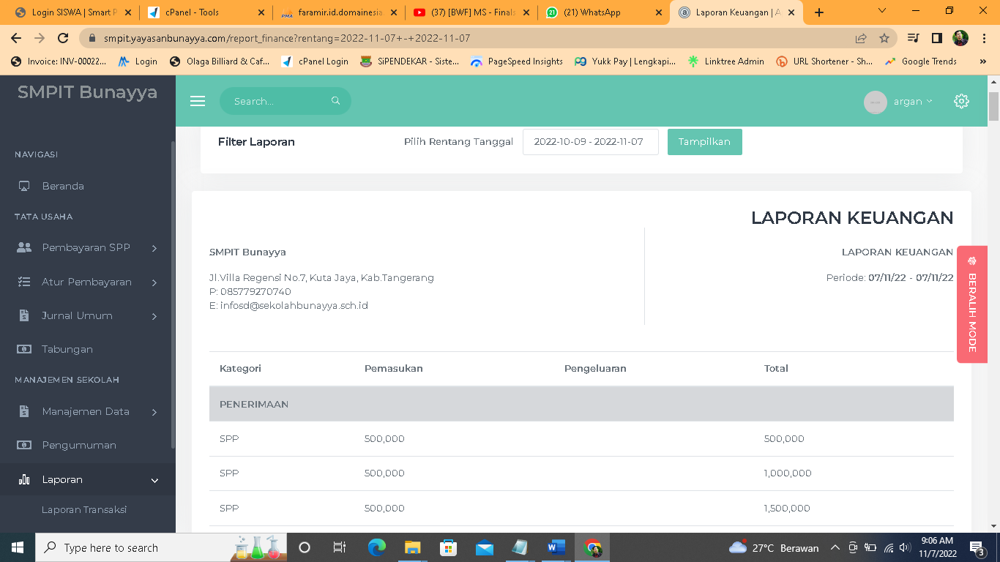 Login SISWA | Smart P
cPanel - Tools
faramir.id.domainesia
(37) [BWF] MS - Finals
(21) WhatsApp
Laporan Keuangan | A
smpit.yayasanbunayya.com/report_finance?rentang=2022-11-07+-+2022-11-07
Invoice: INV-00022...
Login
Olaga Billiard & Caf...
cPanel Login
SiPENDEKAR - Siste...
PageSpeed Insights
Yukk Pay | Lengkapi...
Linktree Admin
URL Shortener - Sh...
Google Trends
SMPIT Bunayya
Search...
argan
NAVIGASI
Beranda
TATA USAHA
Pembayaran SPP
Atur Pembayaran
Jurnal Umum
Tabungan
MANAJEMEN SEKOLAH
Manajemen Data
Pengumuman
Laporan
Laporan Transaksi
Filter Laporan
Pilih Rentang Tanggal
2022-10-09 - 2022-11-07
Tampilkan
LAPORAN KEUANGAN
SMPIT Bunayya
LAPORAN KEUANGAN
Jl.Villa Regensi No.7, Kuta Jaya, Kab.Tangerang
Periode: 07/11/22 - 07/11/22
P: 085779270740
E: infosd@sekolahbunayya.sch.id
BERALIH MODE
Kategori Pemasukan Pengeluaran Total
PENERIMAAN
SPP 500,000 500,000
SPP 500,000 1,000,000
SPP 500,000 1,500,000
Type here to search
27°C Berawan
9:06 AM
11/7/2022
3